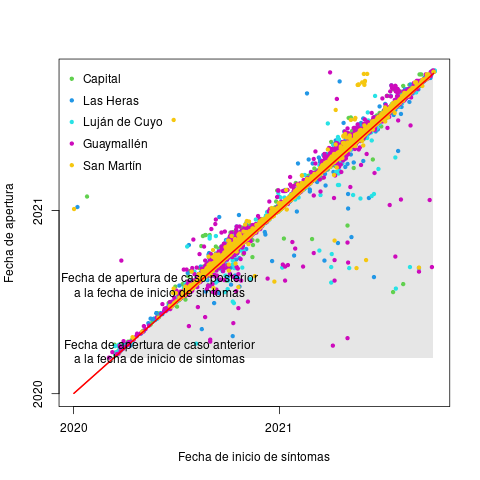 Capital
Las Heras
Luján de Cuyo
Guaymallén
San Martín
Fecha de apertura de caso posterior
a la fecha de inicio de síntomas
Fecha de apertura de caso anterior
a la fecha de inicio de síntomas
2021
2020
Fecha de apertura
2020
2021
Fecha de inicio de síntomas